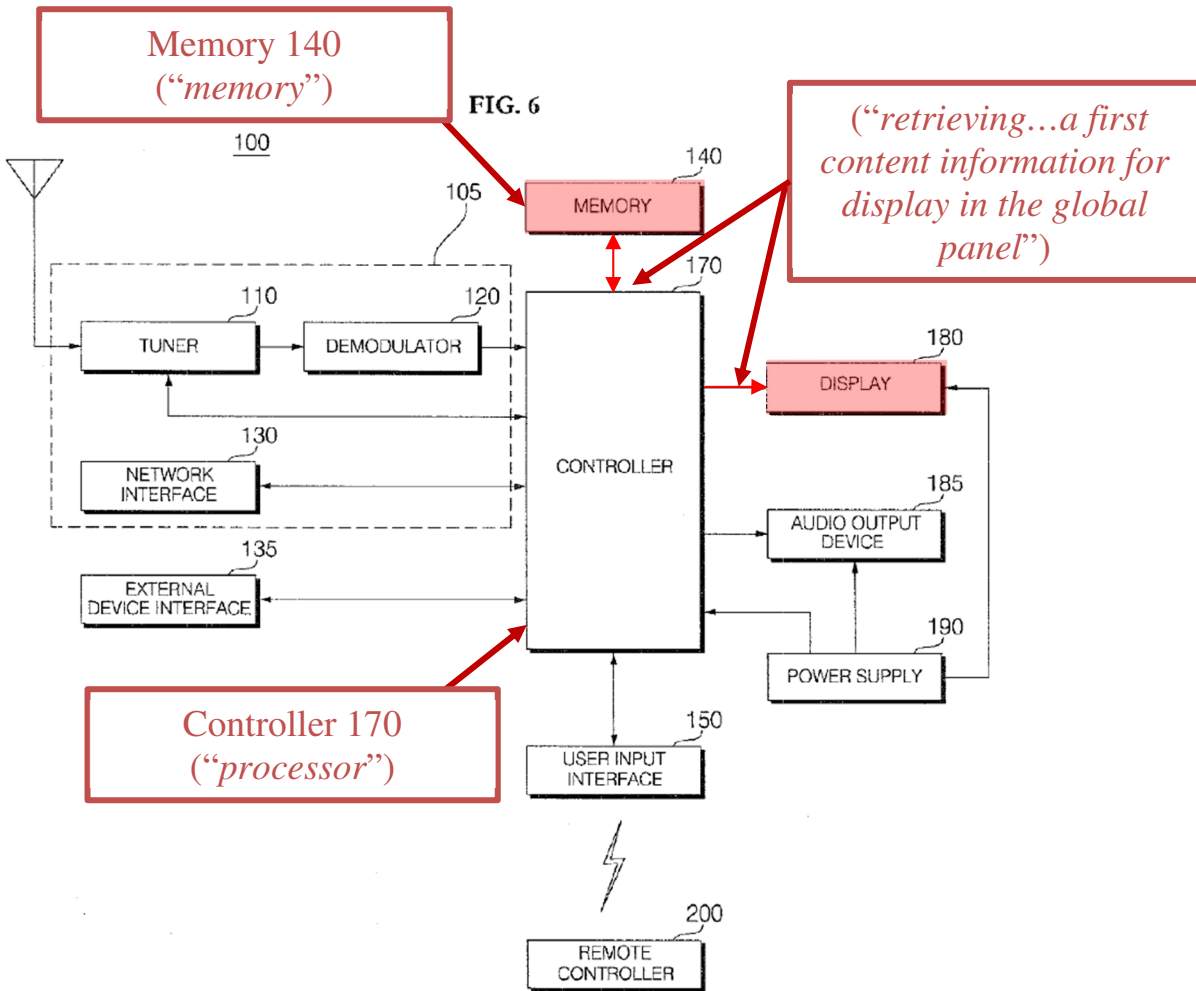 Memory 140
(“memory”)
FIG. 6
100
(“retrieving…a first
content information for
display in the global
panel”)
140
MEMORY
105
170
110
TUNER
120
DEMODULATOR
180
DISPLAY
130
NETWORK
INTERFACE
CONTROLLER
185
AUDIO OUTPUT
DEVICE
135
EXTERNAL
DEVICE INTERFACE
190
POWER SUPPLY
Controller 170
(“processor”)
150
USER INPUT
INTERFACE
200
REMOTE
CONTROLLER